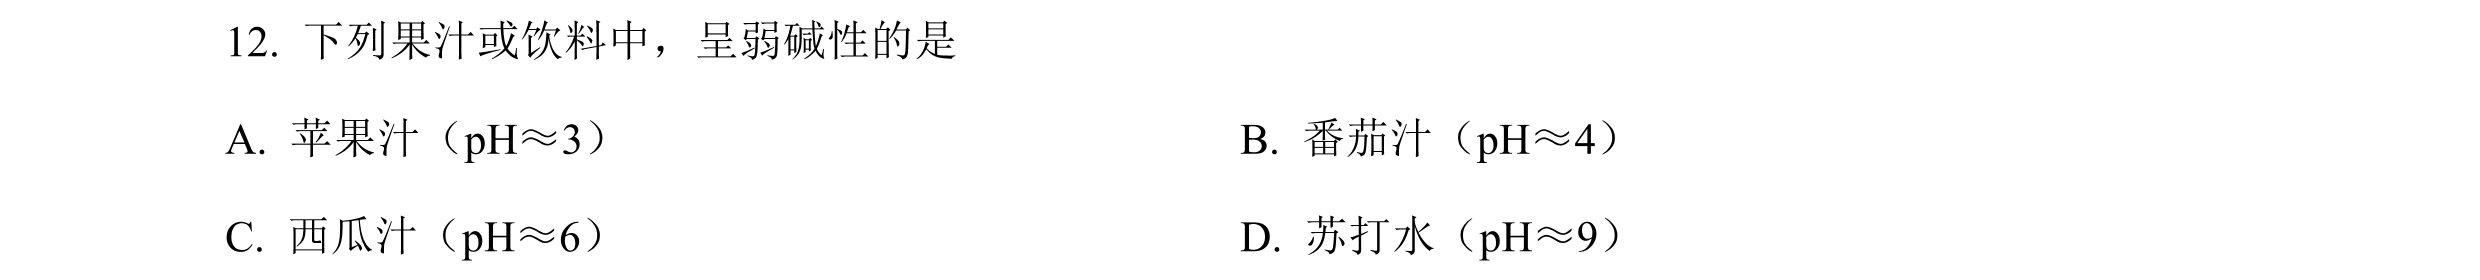 12. 下列果汁或饮料中，呈弱碱性的是
A. 苹果汁（pH≈3） B. 番茄汁（pH≈4）
C. 西瓜汁（pH≈6） D. 苏打水（pH≈9）